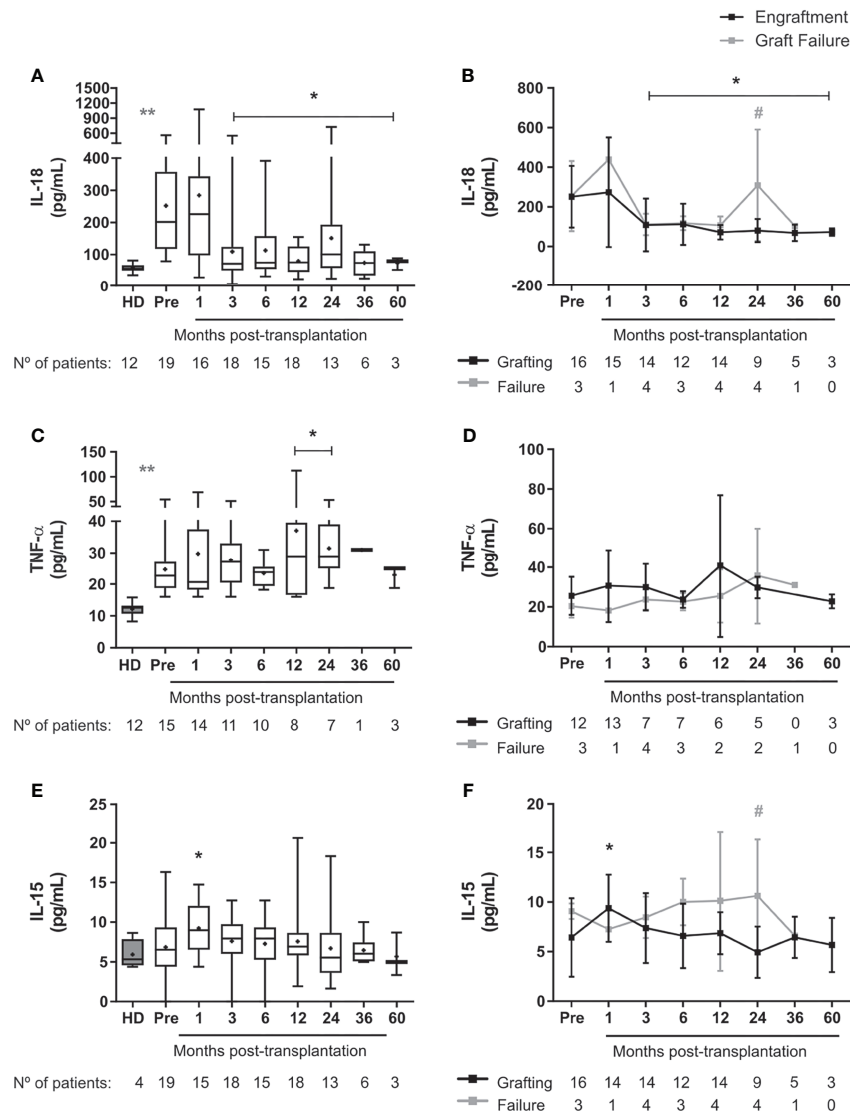 Engraftment
Graft Failure
A
IL-18
(pg/mL)
1500
1200
900
600
400
300
200
100
0
**
*
HD Pre 1 3 6 12 24 36 60
Months post-transplantation
Nº of patients: 12 19 16 18 15 18 13 6 3
B
IL-18
(pg/mL)
800
600
400
200
0
-200
*
#
Pre 1 3 6 12 24 36 60
Months post-transplantation
Grafting 16 15 14 12 14 9 5 3
Failure 3 1 4 3 4 4 1 0
C
TNF-α
(pg/mL)
150
100
50
40
30
20
10
0
**
*
HD Pre 1 3 6 12 24 36 60
Months post-transplantation
Nº of patients: 12 15 14 11 10 8 7 1 3
D
TNF-α
(pg/mL)
100
80
60
40
20
0
Pre 1 3 6 12 24 36 60
Months post-transplantation
Grafting 12 13 7 7 6 5 0 3
Failure 3 1 4 3 2 2 1 0
E
IL-15
(pg/mL)
25
20
15
10
5
0
*
HD Pre 1 3 6 12 24 36 60
Months post-transplantation
Nº of patients: 4 19 15 18 15 18 13 6 3
F
IL-15
(pg/mL)
20
15
10
5
0
*
#
Pre 1 3 6 12 24 36 60
Months post-transplantation
Grafting 16 14 14 12 14 9 5 3
Failure 3 1 4 3 4 4 1 0